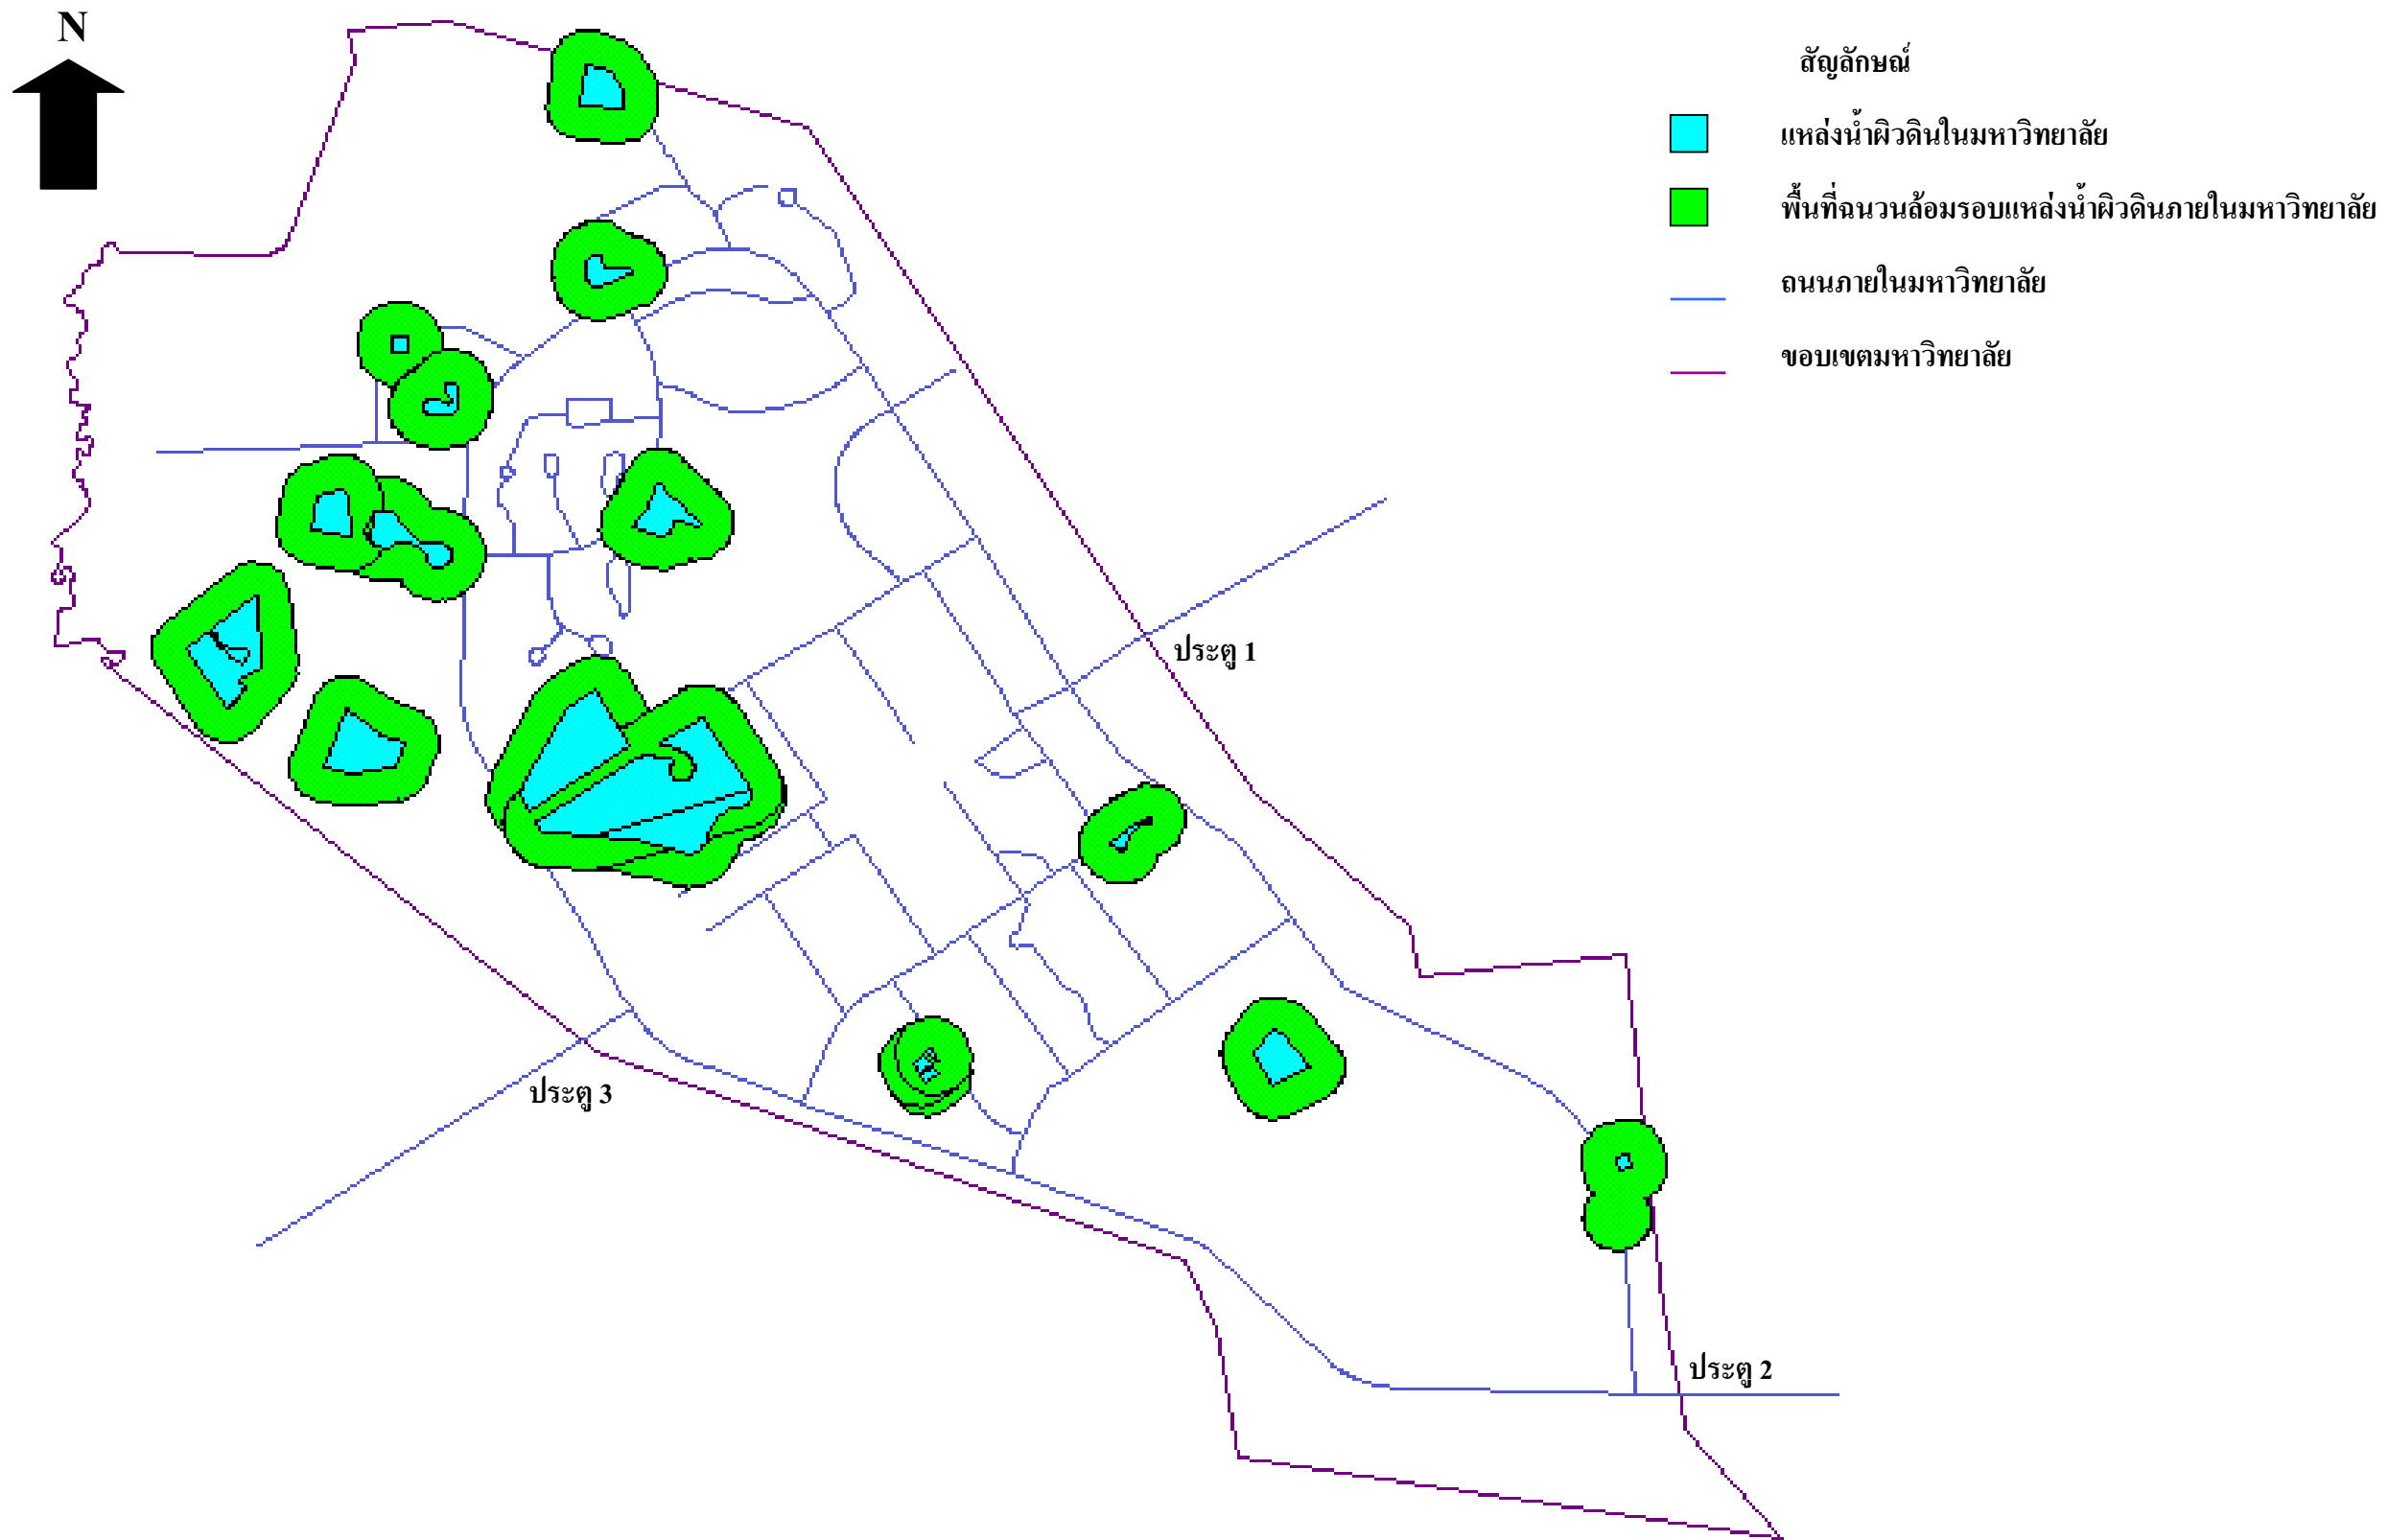 N
สัญลักษณ์
แหล่งน้ำผิวดินในมหาวิทยาลัย
พื้นที่ฉนวนล้อมรอบแหล่งน้ำผิวดินภายในมหาวิทยาลัย
ถนนภายในมหาวิทยาลัย
ขอบเขตมหาวิทยาลัย
ประตู 1
ประตู 3
ประตู 2